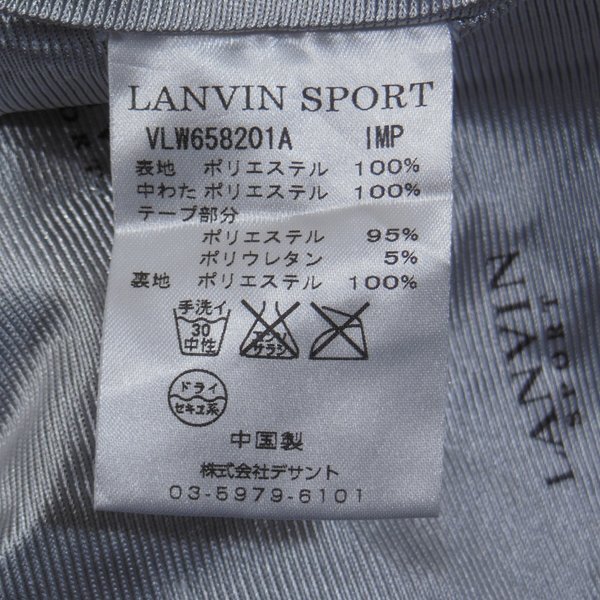 LANVIN SPORT
VLW658201A IMP
表地 ポリエステル 100%
中わた ポリエステル 100%
テープ部分
ポリエステル 95%
ポリウレタン 5%
裏地 ポリエステル 100%
手洗イ
30
中性
エンソ
サラシ
ドライ
セキユ系
中国製
株式会社デサント
03-5979-6101
LANVIN
SPORT